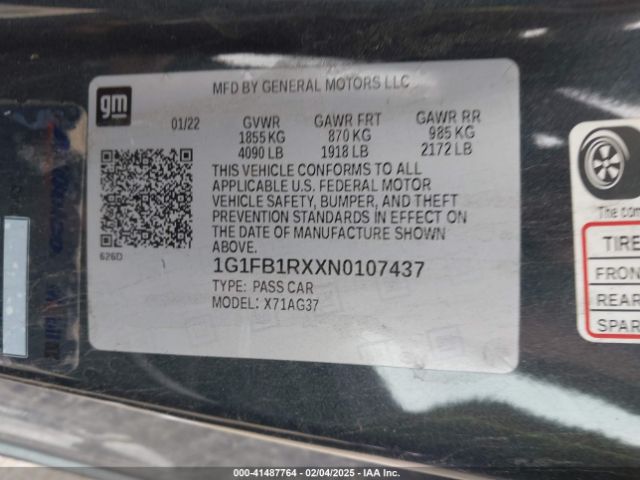 MFD BY GENERAL MOTORS LLC
gm
01/22
GVWR GAWR FRT GAWR RR
1855 KG 870 KG 985 KG
4090 LB 1918 LB 2172 LB
THIS VEHICLE CONFORMS TO ALL
APPLICABLE U.S. FEDERAL MOTOR
VEHICLE SAFETY, BUMPER, AND THEFT
PREVENTION STANDARDS IN EFFECT ON
THE DATE OF MANUFACTURE SHOWN
ABOVE.
626D
1G1FB1RXXN0107437
TYPE: PASS CAR
MODEL: X71AG37
The com
TIRE
FRON
REAR
SPAR
000-41487764 - 02/04/2025 - IAA Inc.